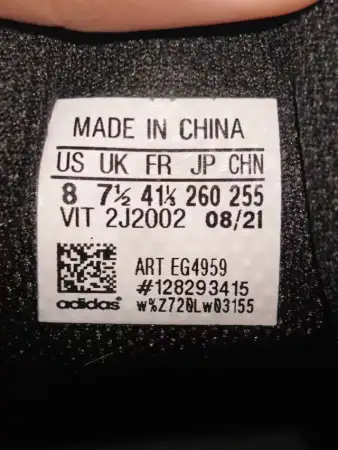 MADE IN CHINA
US UK FR JP CHN
8 7½ 41⅓ 260 255
VIT 2J2002 08/21
ART EG4959
#128293415
adidas® w%Z720Lw03155